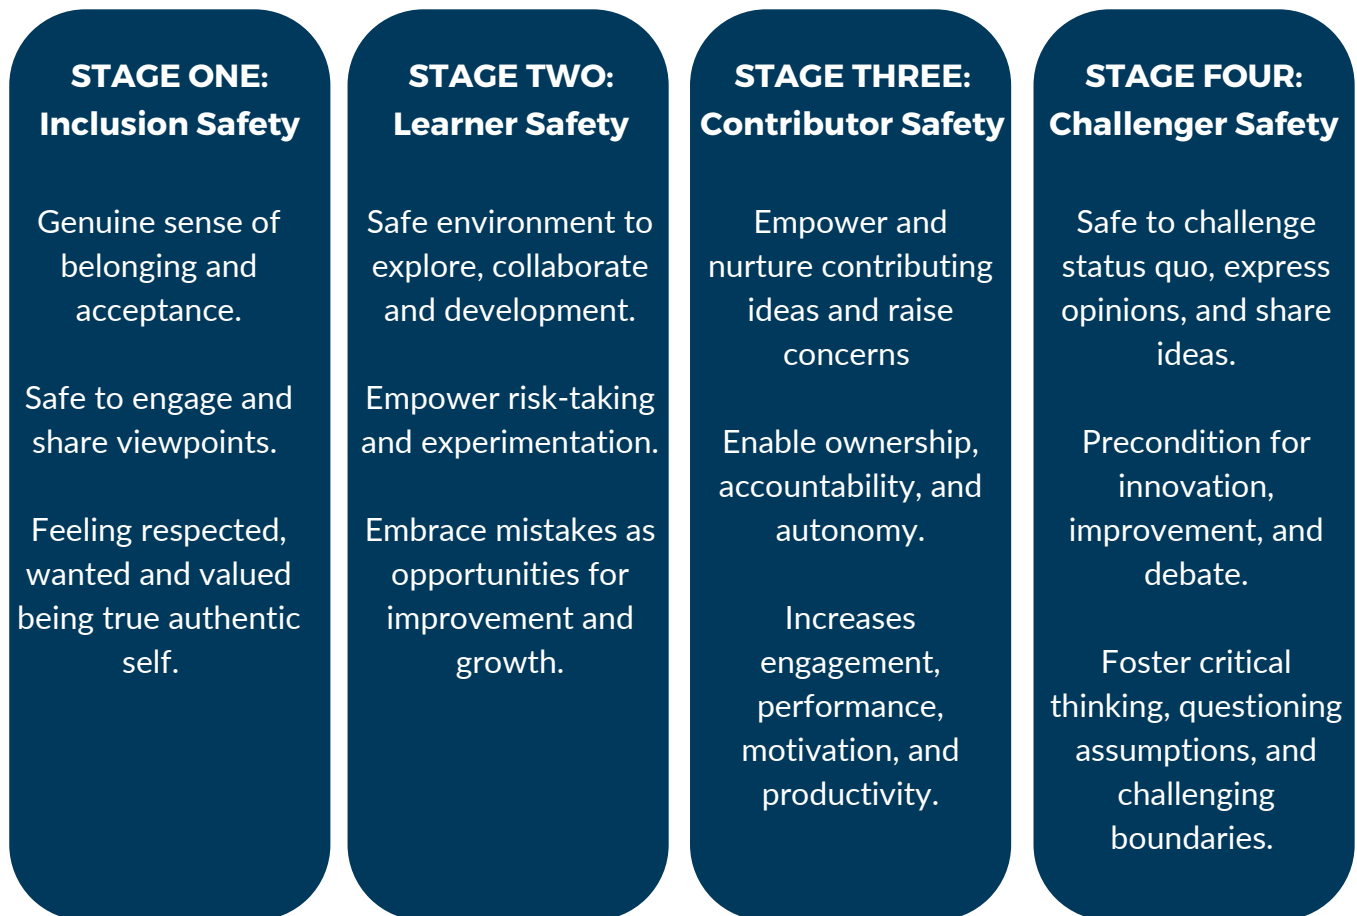 STAGE ONE:
Inclusion Safety
Genuine sense of
belonging and
acceptance.
Safe to engage and
share viewpoints.
Feeling respected,
wanted and valued
being true authentic
self.
STAGE TWO:
Learner Safety
Safe environment to
explore, collaborate
and development.
Empower risk-taking
and experimentation.
Embrace mistakes as
opportunities for
improvement and
growth.
STAGE THREE:
Contributor Safety
Empower and
nurture contributing
ideas and raise
concerns
Enable ownership,
accountability, and
autonomy.
Increases
engagement,
performance,
motivation, and
productivity.
STAGE FOUR:
Challenger Safety
Safe to challenge
status quo, express
opinions, and share
ideas.
Precondition for
innovation,
improvement, and
debate.
Foster critical
thinking, questioning
assumptions, and
challenging
boundaries.